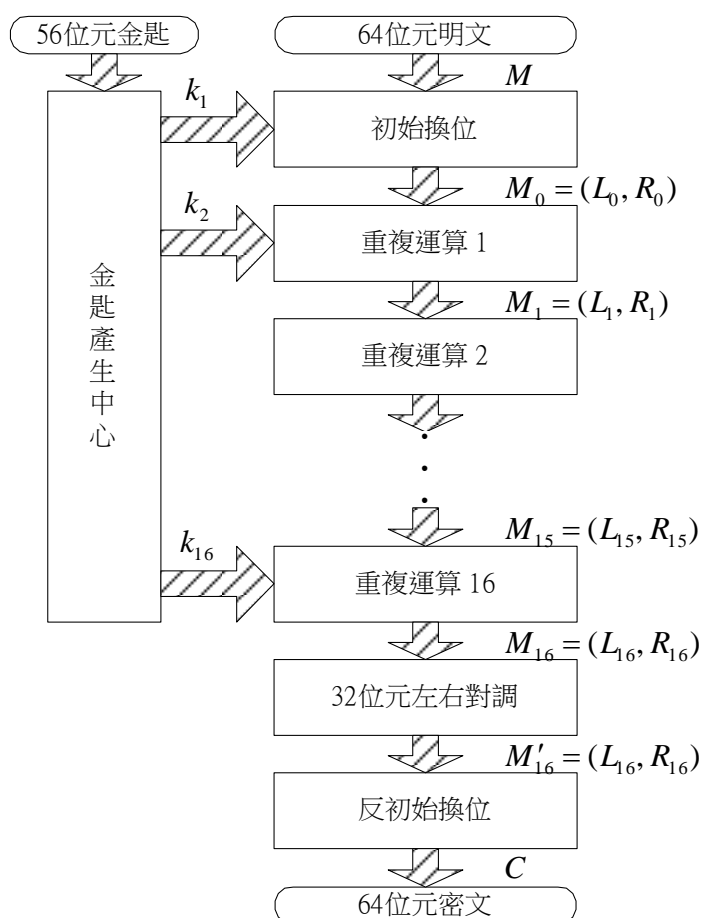 56位元金匙
64位元明文
M
k₁
初始換位
M₀ = (L₀, R₀)
k₂
重複運算 1
M₁ = (L₁, R₁)
金匙產生中心
重複運算 2
M₁₅ = (L₁₅, R₁₅)
k₁₆
重複運算 16
M₁₆ = (L₁₆, R₁₆)
32位元左右對調
M′₁₆ = (L₁₆, R₁₆)
反初始換位
C
64位元密文